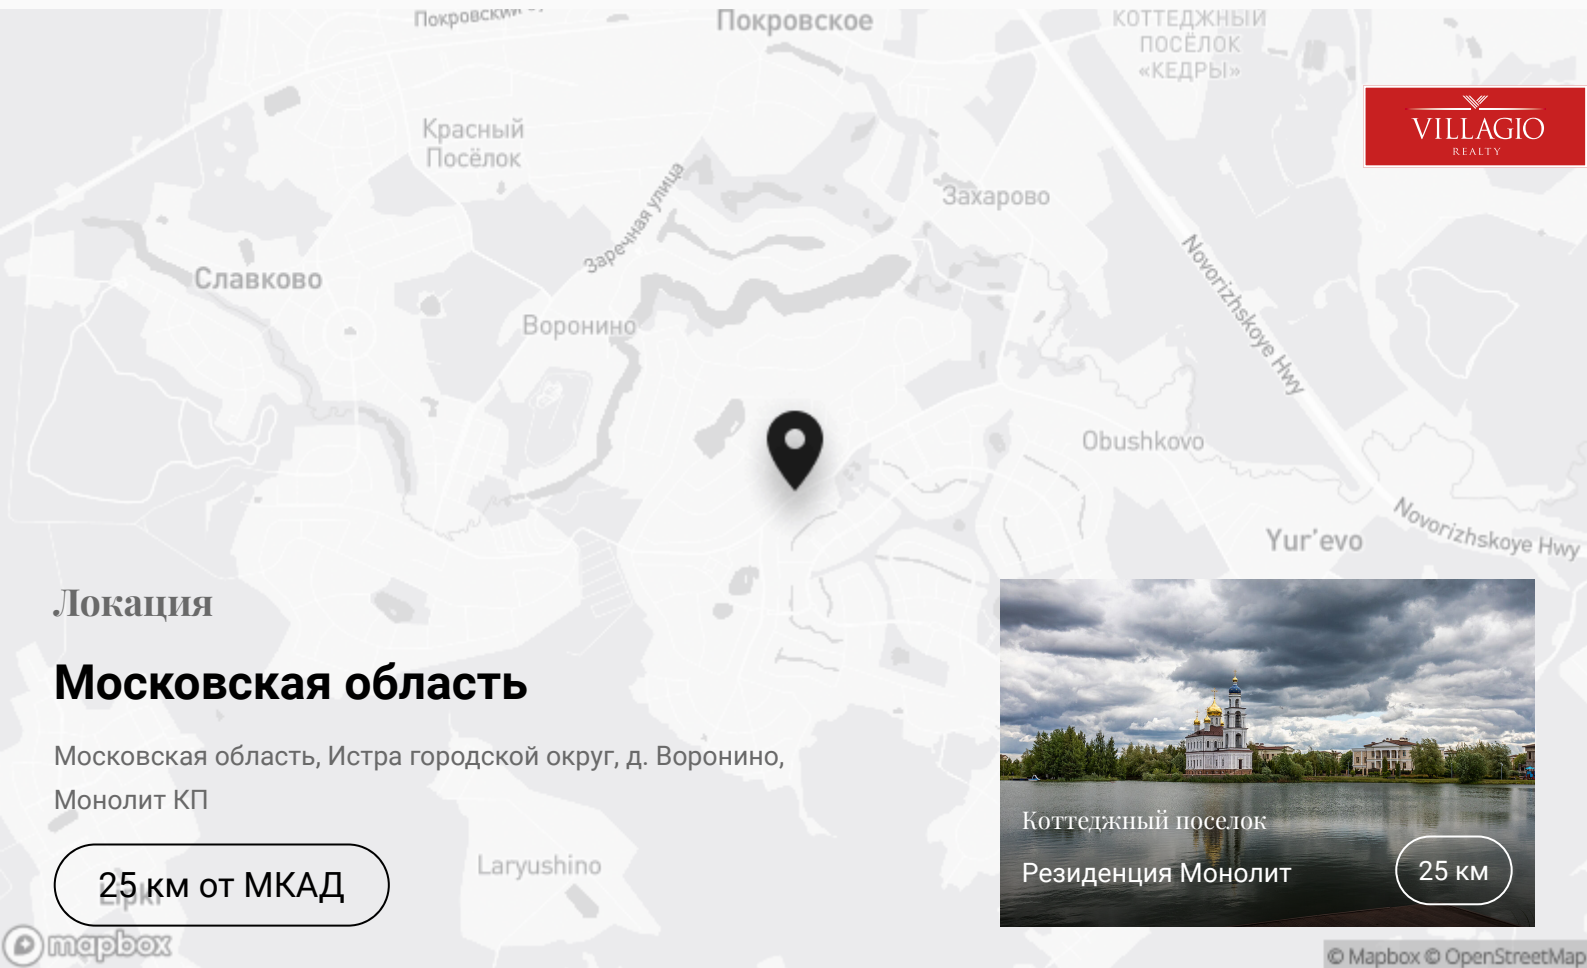 Покровское
КОТТЕДЖНЫЙ
ПОСЁЛОК
«КЕДРЫ»
VILLAGIO
REALTY
Красный
Посёлок
Захарово
Заречная улица
Славково
Novorizhskoye Hwy
Воронино
Obushkovo
Novorizhskoye Hwy
Yur'evo
Локация
Московская область
Московская область, Истра городской округ, д. Воронино,
Монолит КП
25 км от МКАД
Lipki
Laryushino
Коттеджный поселок
Резиденция Монолит
25 км
mapbox
© Mapbox © OpenStreetMap